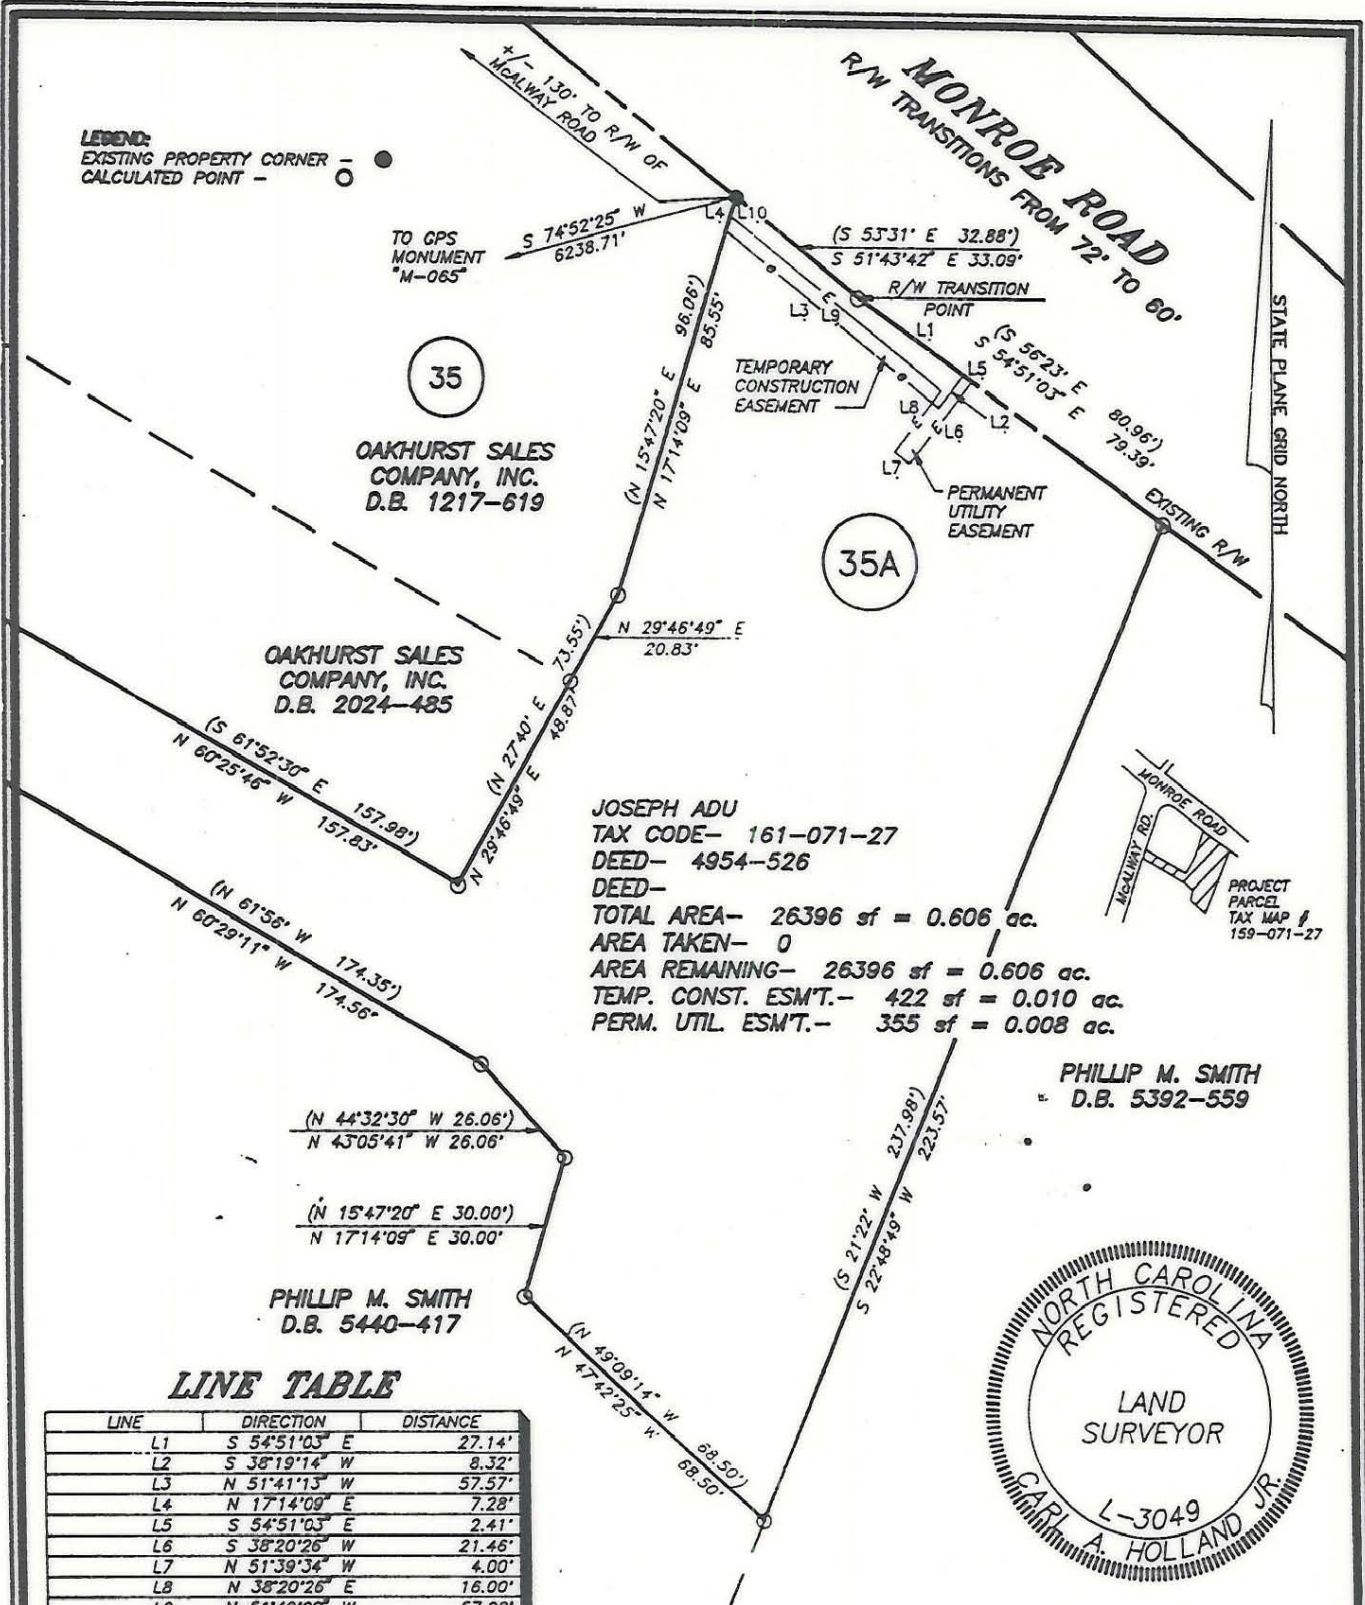 MONROE ROAD
R/W TRANSITIONS FROM 72' TO 60'
+/- 130' TO R/W OF
McALWAY ROAD
LEGEND:
EXISTING PROPERTY CORNER -
CALCULATED POINT -
L4 L10
S 74°52'25" W
6238.71'
TO GPS
MONUMENT
"M-065"
(S 53°31' E 32.88')
S 51°43'42" E 33.09'
R/W TRANSITION
POINT
L3 L9
E
L1
L5
(S 56°23' E 80.96')
S 54°51'03" E 79.39'
STATE PLANE GRID NORTH
(N 15°47'20" E 96.06')
N 17°14'09" E 85.55'
35
TEMPORARY
CONSTRUCTION
EASEMENT
L8
L6
L2
L7
E
E
OAKHURST SALES
COMPANY, INC.
D.B. 1217-619
PERMANENT
UTILITY
EASEMENT
EXISTING R/W
35A
N 29°46'49" E
20.83'
OAKHURST SALES
COMPANY, INC.
D.B. 2024-485
(N 27°40' E 73.55')
N 29°46'49" E 48.87'
(S 61°52'30" E 157.98')
N 60°25'46" W 157.83'
MONROE ROAD
McALWAY RD.
PROJECT
PARCEL
TAX MAP #
159-071-27
JOSEPH ADU
TAX CODE- 161-071-27
DEED- 4954-526
DEED-
TOTAL AREA- 26396 sf = 0.606 ac.
AREA TAKEN- 0
AREA REMAINING- 26396 sf = 0.606 ac.
TEMP. CONST. ESM'T.- 422 sf = 0.010 ac.
PERM. UTIL. ESM'T.- 355 sf = 0.008 ac.
(N 61°56' W 174.35')
N 60°29'11" W 174.56'
PHILLIP M. SMITH
D.B. 5392-559
(N 44°32'30" W 26.06')
N 43°05'41" W 26.06'
(S 21°22' W 237.98')
S 22°48'49" W 223.57'
(N 15°47'20" E 30.00')
N 17°14'09" E 30.00'
PHILLIP M. SMITH
D.B. 5440-417
(N 49°09'14" W 68.50')
N 47°42'25" W 68.50'
NORTH CAROLINA
REGISTERED
LAND
SURVEYOR
L-3049
CARL A. HOLLAND JR.
LINE TABLE
LINE DIRECTION DISTANCE
L1 S 54°51'03" E 27.14'
L2 S 38°19'14" W 8.32'
L3 N 51°41'13" W 57.57'
L4 N 17°14'09" E 7.28'
L5 S 54°51'03" E 2.41'
L6 S 38°20'26" W 21.46'
L7 N 51°39'34" W 4.00'
L8 N 38°20'26" E 16.00'